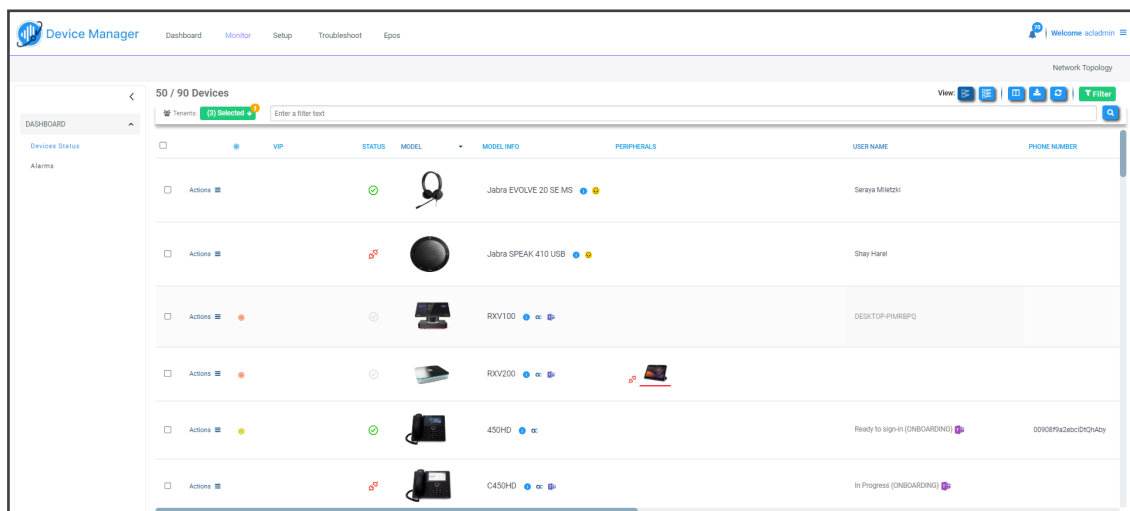 Device Manager Dashboard Monitor Setup Troubleshoot Epos 70 Welcome acladmin
Network Topology
50 / 90 Devices View: Filter
Tenants: (3) Selected + Enter a filter text
DASHBOARD
Devices Status
Alarms
VIP STATUS MODEL MODEL INFO PERIPHERALS USER NAME PHONE NUMBER
Actions Jabra EVOLVE 20 SE MS Seraya Miletzki
Actions Jabra SPEAK 410 USB Shay Harel
Actions RXV100 DESKTOP-PIMRBPQ
Actions RXV200
Actions 450HD Ready to sign-in (ONBOARDING) 00908f9a2ebcIDtQhAby
Actions C450HD In Progress (ONBOARDING)